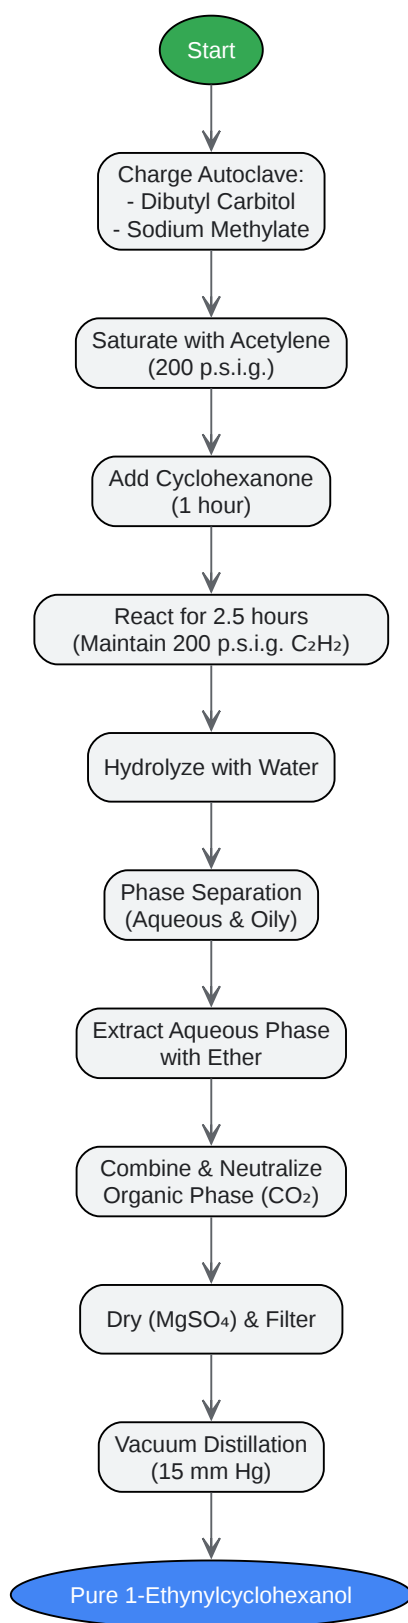 Start
Charge Autoclave:
- Dibutyl Carbitol
- Sodium Methylate
Saturate with Acetylene
(200 p.s.i.g.)
Add Cyclohexanone
(1 hour)
React for 2.5 hours
(Maintain 200 p.s.i.g. C₂H₂)
Hydrolyze with Water
Phase Separation
(Aqueous & Oily)
Extract Aqueous Phase
with Ether
Combine & Neutralize
Organic Phase (CO₂)
Dry (MgSO₄) & Filter
Vacuum Distillation
(15 mm Hg)
Pure 1-Ethynylcyclohexanol